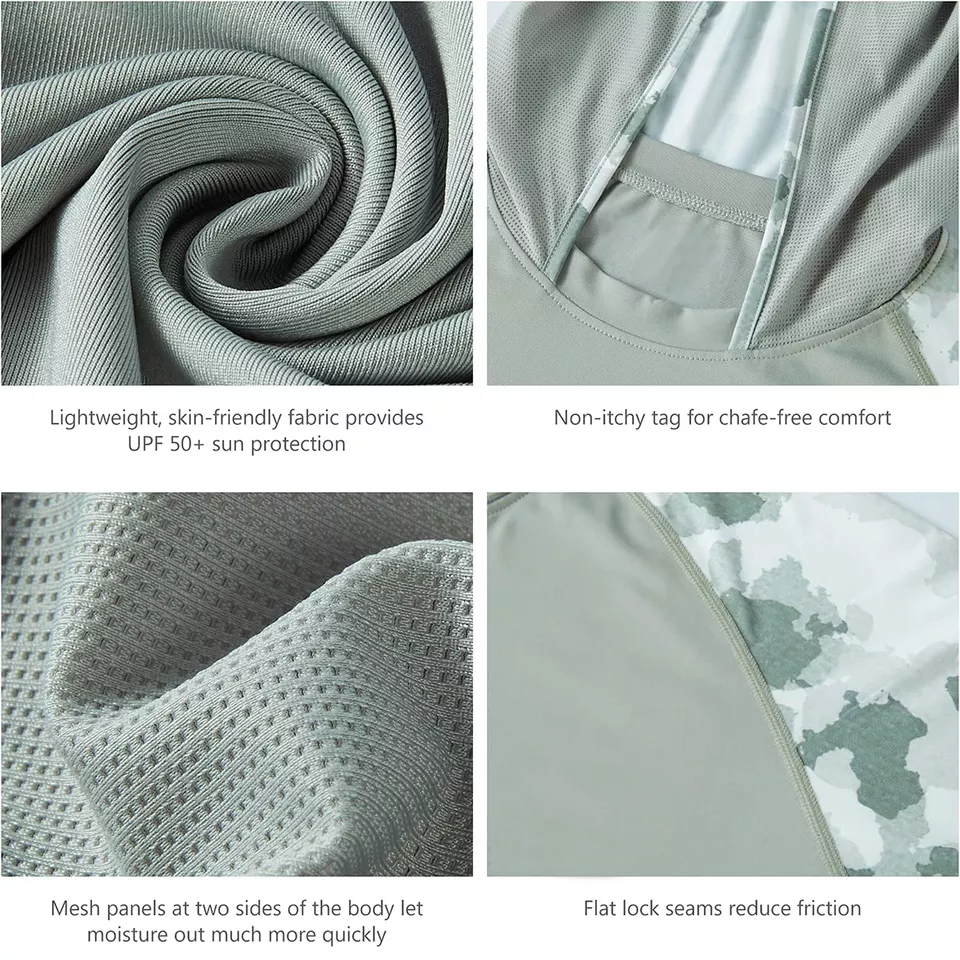 Lightweight, skin-friendly fabric provides
UPF 50+ sun protection
Non-itchy tag for chafe-free comfort
Mesh panels at two sides of the body let
moisture out much more quickly
Flat lock seams reduce friction